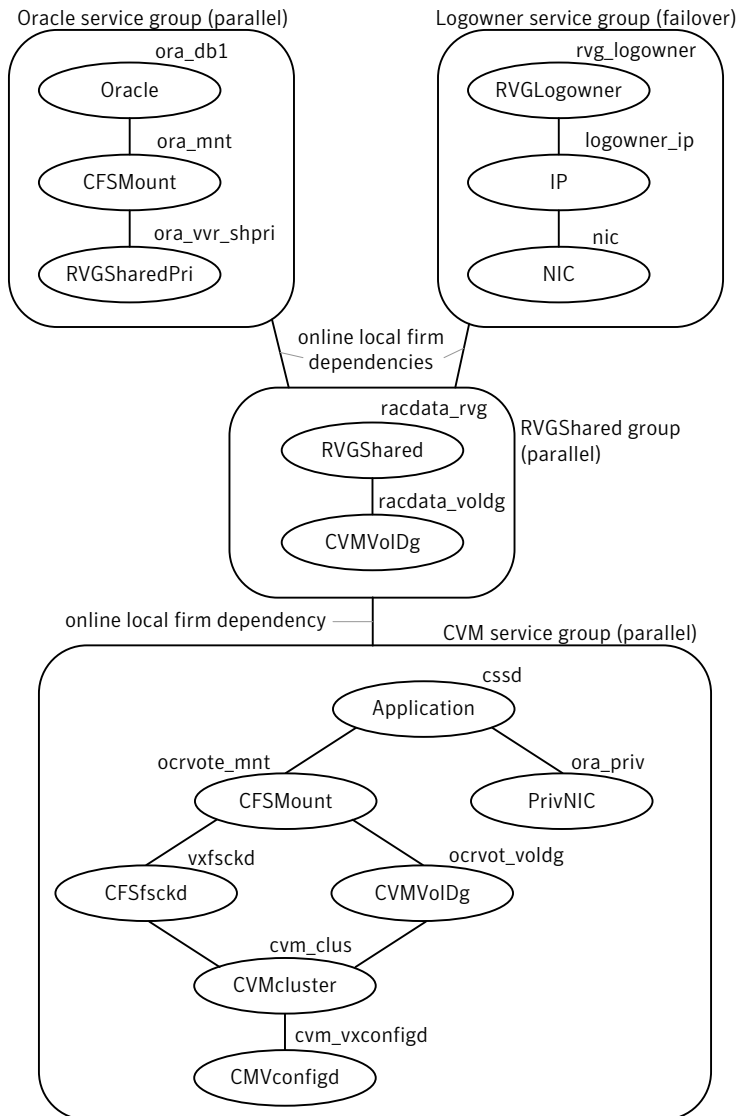 Oracle service group (parallel)
Logowner service group (failover)
ora_db1
Oracle
ora_mnt
CFSMount
ora_vvr_shpri
RVGSharedPri
rvg_logowner
RVGLogowner
logowner_ip
IP
nic
NIC
online local firm
dependencies
racdata_rvg
RVGShared
racdata_voldg
CVMVolDg
RVGShared group
(parallel)
online local firm dependency
CVM service group (parallel)
cssd
Application
ocrvote_mnt
CFSMount
ora_priv
PrivNIC
vxfsckd
CFSfsckd
ocrvot_voldg
CVMVolDg
cvm_clus
CVMcluster
cvm_vxconfigd
CMVconfigd